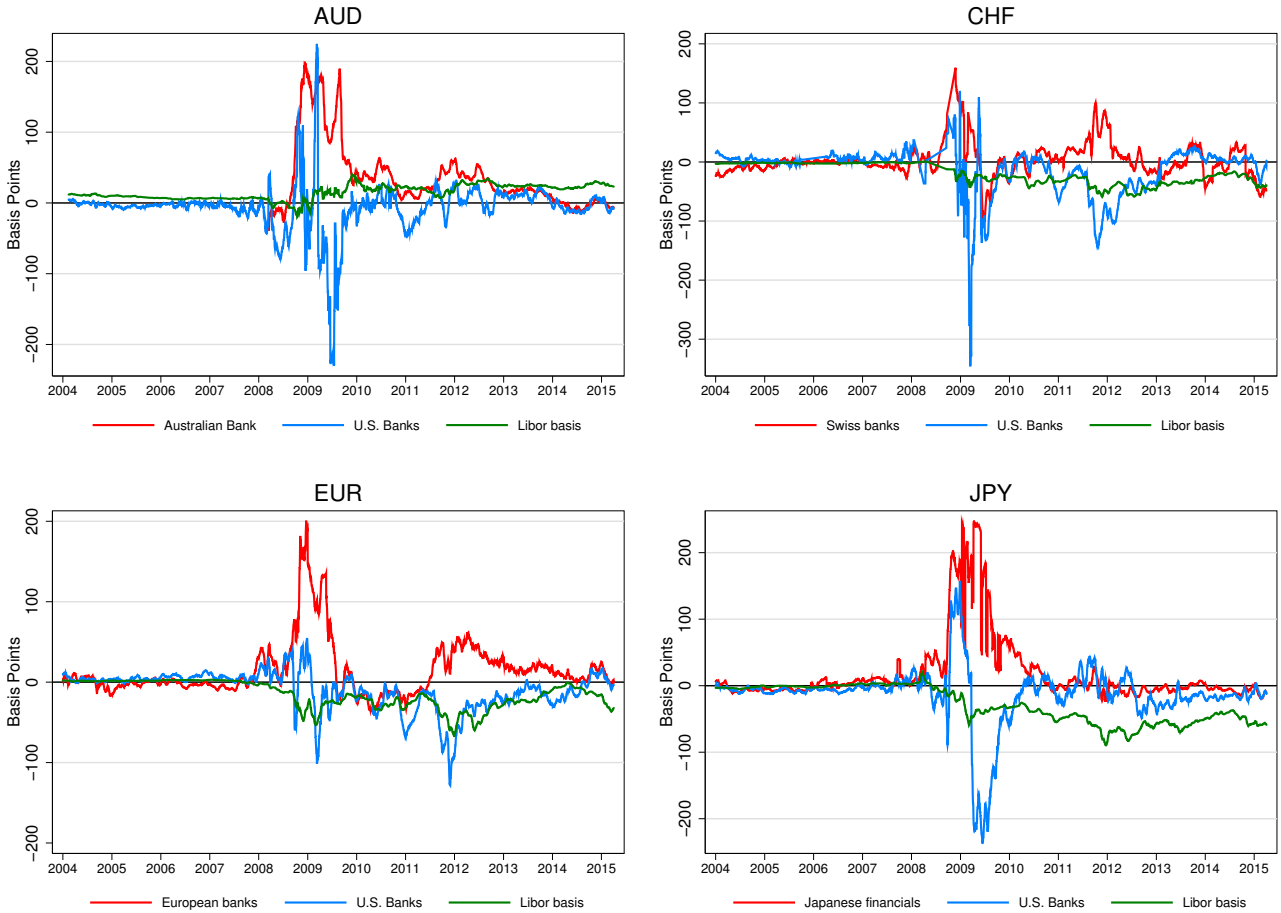 AUD
Basis Points
200
100
0
−100
−200
2004 2005 2006 2007 2008 2009 2010 2011 2012 2013 2014 2015
Australian Bank U.S. Banks Libor basis
CHF
Basis Points
200
100
0
−100
−200
−300
2004 2005 2006 2007 2008 2009 2010 2011 2012 2013 2014 2015
Swiss banks U.S. Banks Libor basis
EUR
Basis Points
200
100
0
−100
−200
2004 2005 2006 2007 2008 2009 2010 2011 2012 2013 2014 2015
European banks U.S. Banks Libor basis
JPY
Basis Points
200
100
0
−100
−200
2004 2005 2006 2007 2008 2009 2010 2011 2012 2013 2014 2015
Japanese financials U.S. Banks Libor basis